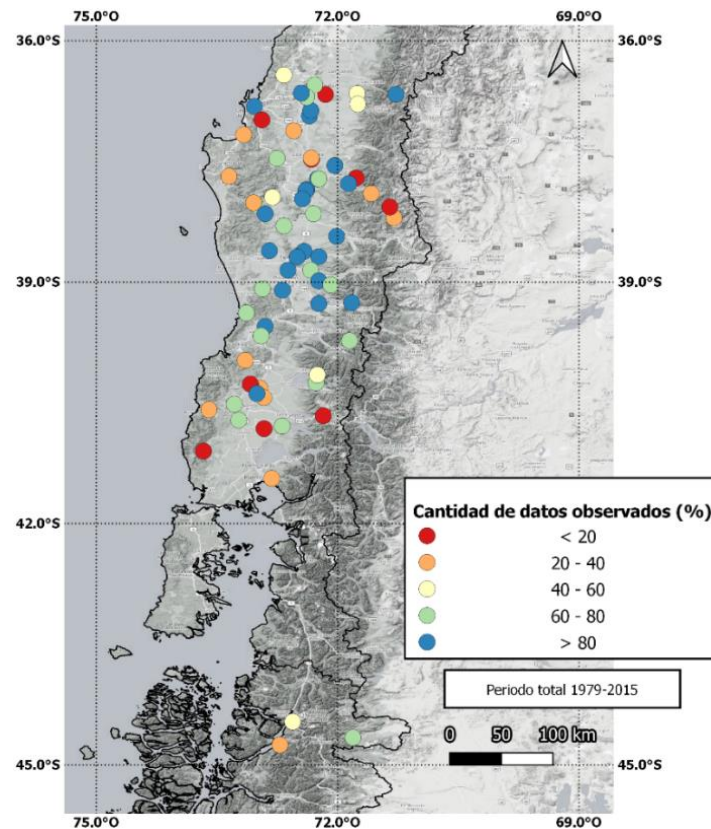 75.0°S 72.0°S 69.0°S
36.0°S 36.0°S
39.0°S 39.0°S
42.0°S
Cantidad de datos observados (%)
< 20
20 - 40
40 - 60
60 - 80
> 80
Periodo total 1979-2015
0 50 100 km
45.0°S 45.0°S
75.0°S 72.0°S 69.0°S